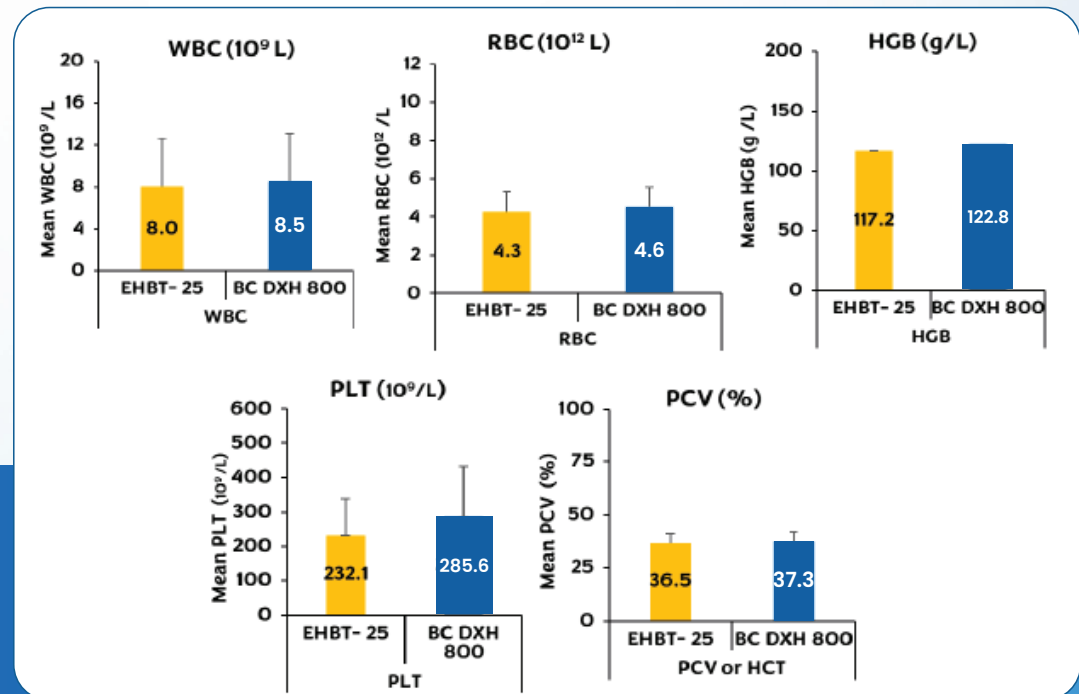 WBC (10⁹ L)
20
16
12
8
4
0
Mean WBC (10⁹ /L)
8.0
8.5
EHBT- 25
BC DXH 800
WBC
RBC (10¹² L)
12
10
8
6
4
2
0
Mean RBC (10¹² /L)
4.3
4.6
EHBT- 25
BC DXH 800
RBC
HGB (g/L)
200
150
100
50
0
Mean HGB (g /L)
117.2
122.8
EHBT- 25
BC DXH 800
HGB
PLT (10⁹/L)
600
500
400
300
200
100
0
Mean PLT (10⁹/L)
232.1
285.6
EHBT- 25
BC DXH
800
PLT
PCV (%)
100
75
50
25
0
Mean PCV (%)
36.5
37.3
EHBT- 25
BC DXH 800
PCV or HCT